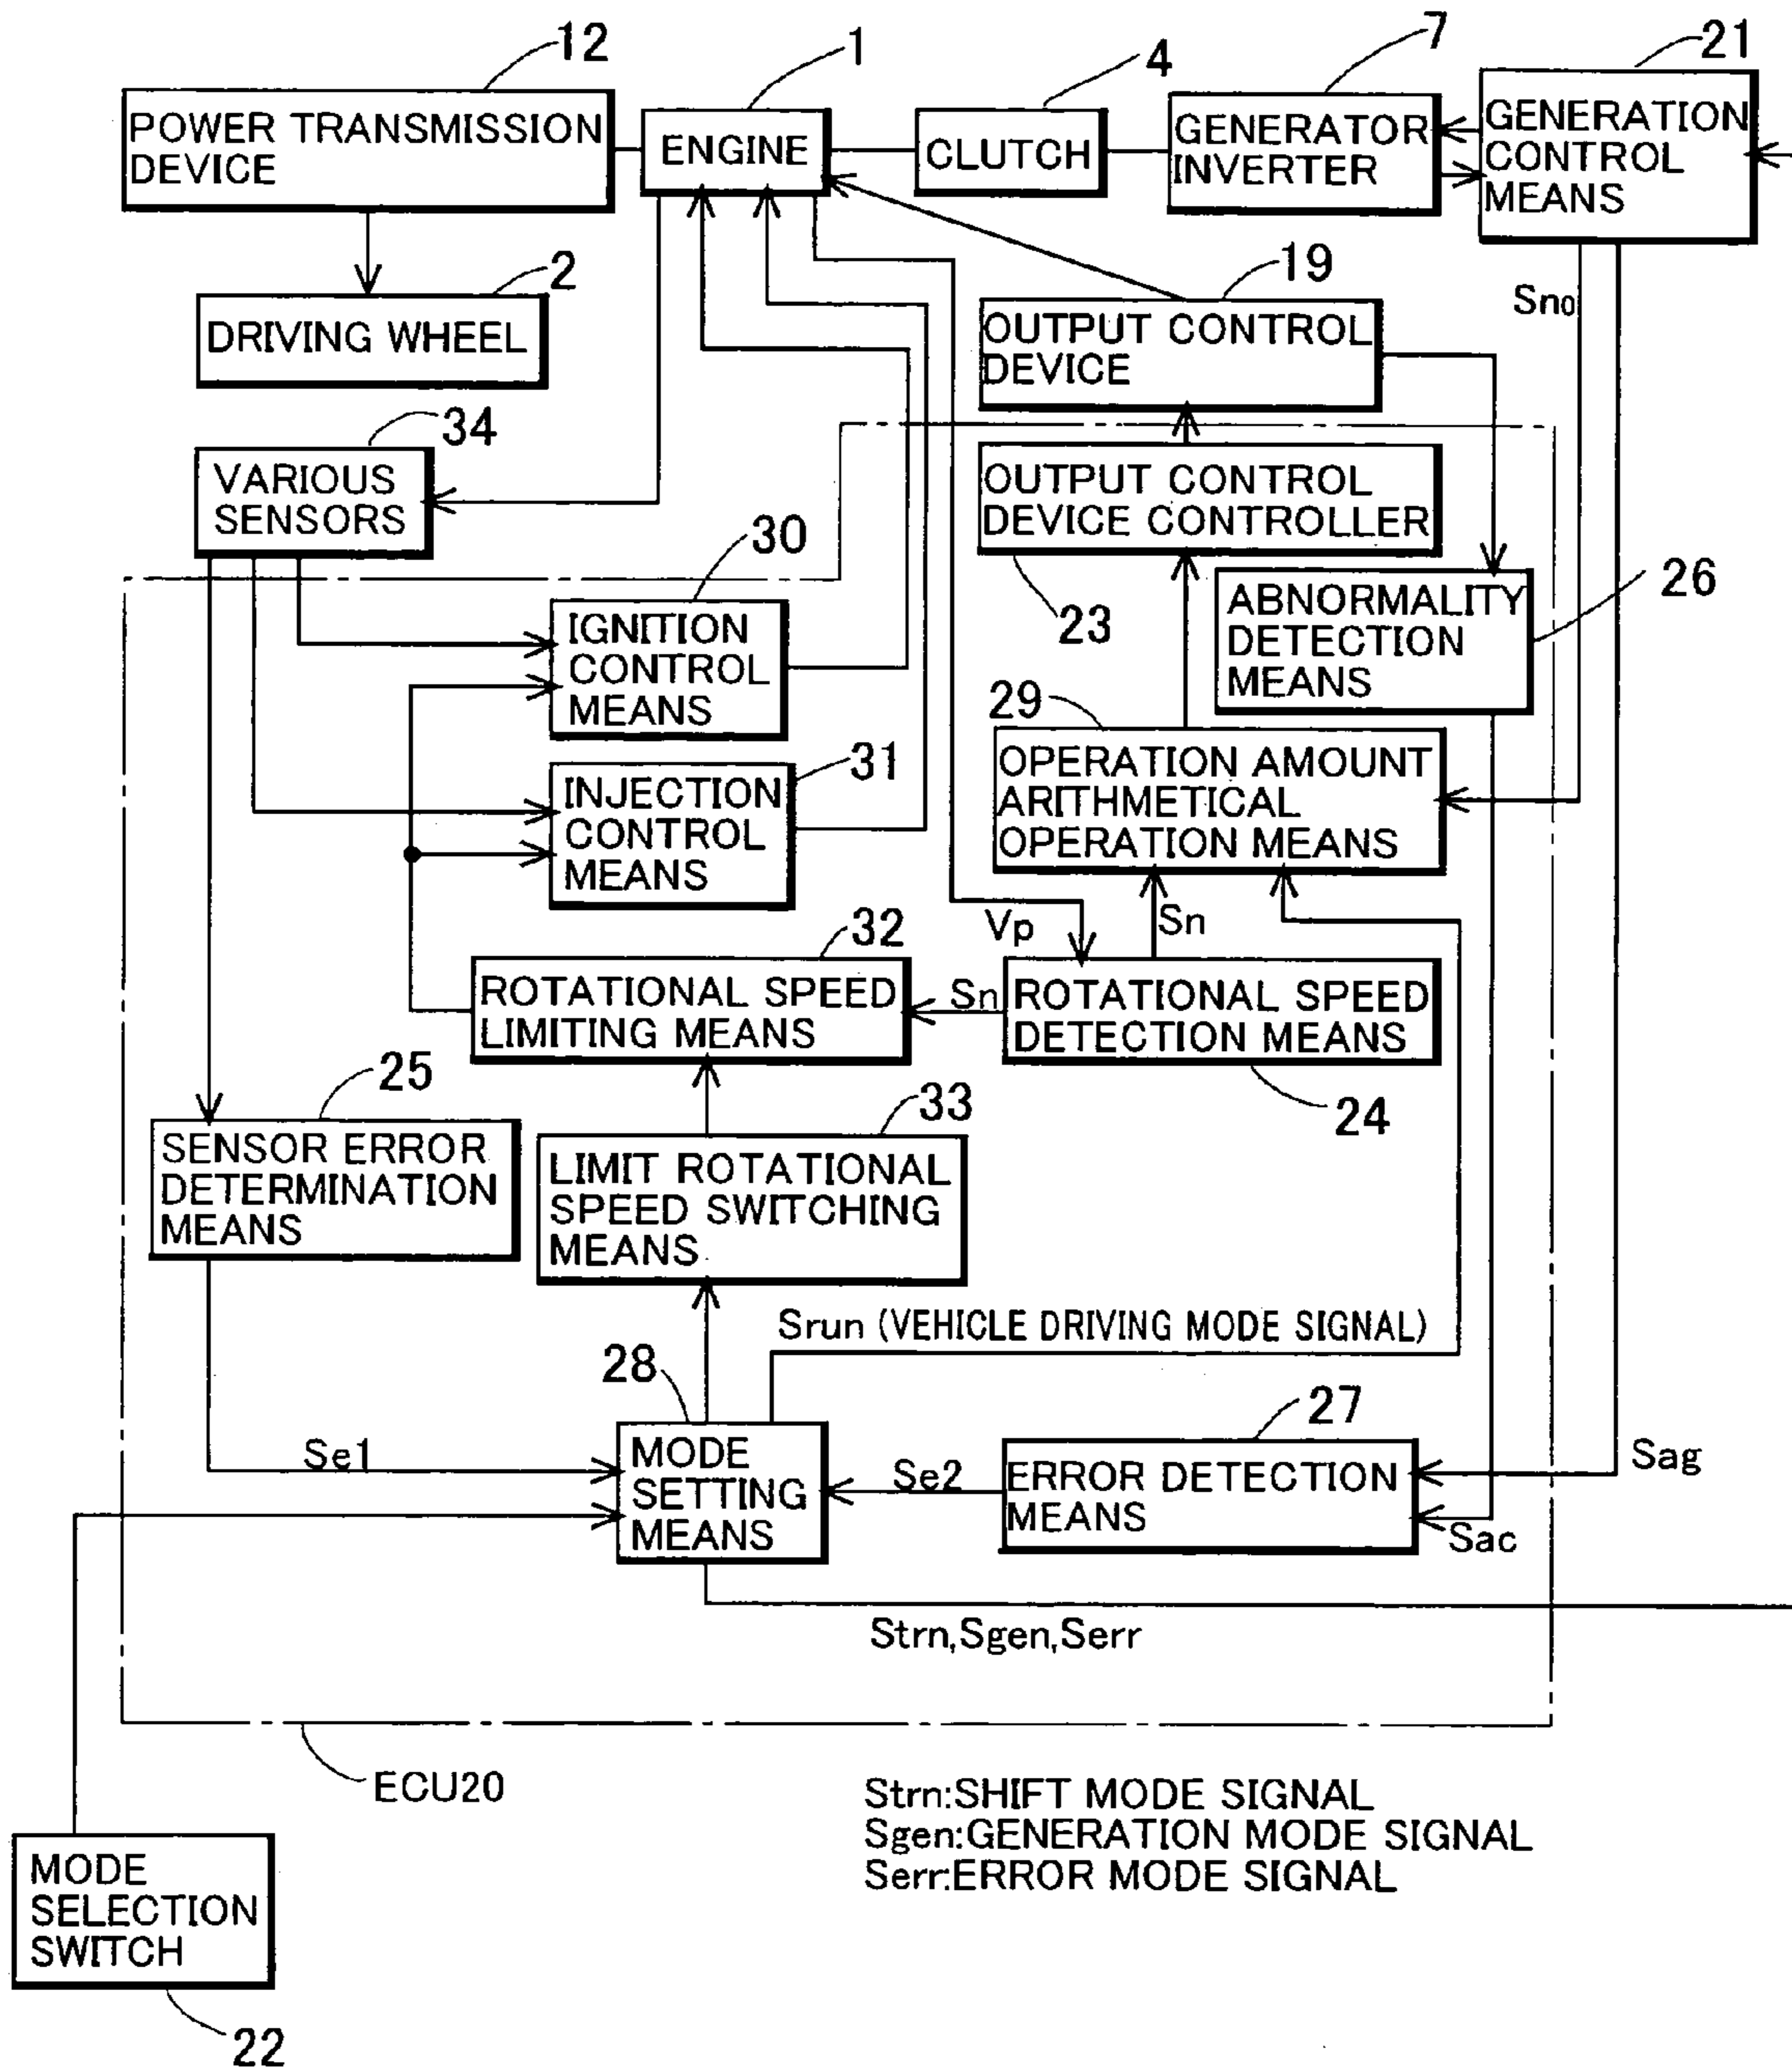 12
1
4
7
21
POWER TRANSMISSION
DEVICE
ENGINE
CLUTCH
GENERATOR
INVERTER
GENERATION
CONTROL
MEANS
2
DRIVING WHEEL
19
OUTPUT CONTROL
DEVICE
Sn0
34
VARIOUS
SENSORS
OUTPUT CONTROL
DEVICE CONTROLLER
23
30
IGNITION
CONTROL
MEANS
ABNORMALITY
DETECTION
MEANS
26
29
OPERATION AMOUNT
ARITHMETICAL
OPERATION MEANS
31
INJECTION
CONTROL
MEANS
Vp
Sn
32
ROTATIONAL SPEED
LIMITING MEANS
Sn
ROTATIONAL SPEED
DETECTION MEANS
24
25
SENSOR ERROR
DETERMINATION
MEANS
33
LIMIT ROTATIONAL
SPEED SWITCHING
MEANS
Srun (VEHICLE DRIVING MODE SIGNAL)
28
MODE
SETTING
MEANS
Se1
Se2
27
ERROR DETECTION
MEANS
Sag
Sac
Strn,Sgen,Serr
ECU20
Strn:SHIFT MODE SIGNAL
Sgen:GENERATION MODE SIGNAL
Serr:ERROR MODE SIGNAL
MODE
SELECTION
SWITCH
22